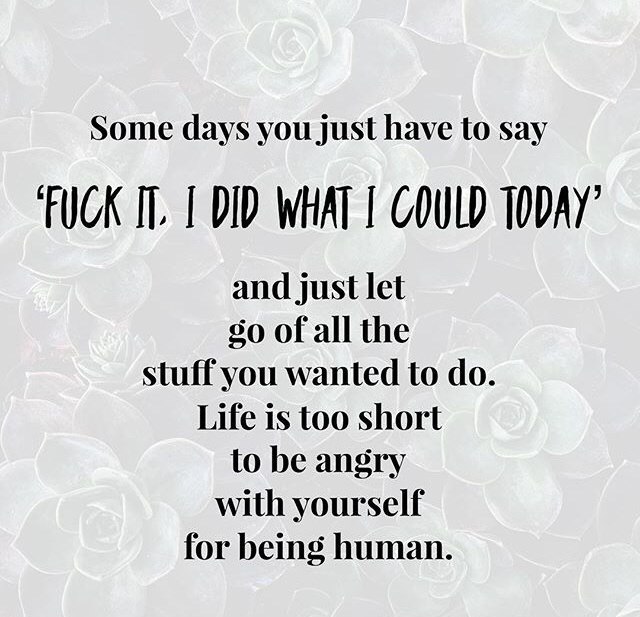 Some days you just have to say
‘FUCK IT. I DID WHAT I COULD TODAY’
and just let
go of all the
stuff you wanted to do.
Life is too short
to be angry
with yourself
for being human.